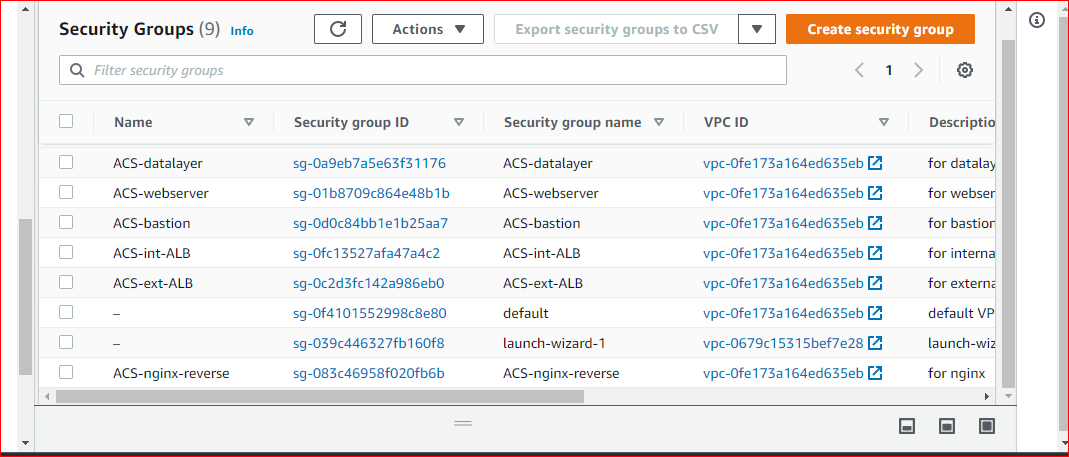 Security Groups (9) Info Actions Export security groups to CSV Create security group
Filter security groups 1
Name Security group ID Security group name VPC ID Descriptio
ACS-datalayer sg-0a9eb7a5e63f31176 ACS-datalayer vpc-0fe173a164ed635eb for datalay
ACS-webserver sg-01b8709c864e48b1b ACS-webserver vpc-0fe173a164ed635eb for webser
ACS-bastion sg-0d0c84bb1e1b25aa7 ACS-bastion vpc-0fe173a164ed635eb for bastion
ACS-int-ALB sg-0fc13527afa47a4c2 ACS-int-ALB vpc-0fe173a164ed635eb for interna
ACS-ext-ALB sg-0c2d3fc142a986eb0 ACS-ext-ALB vpc-0fe173a164ed635eb for externa
– sg-0f4101552998c8e80 default vpc-0fe173a164ed635eb default VP
– sg-039c446327fb160f8 launch-wizard-1 vpc-0679c15315bef7e28 launch-wiz
ACS-nginx-reverse sg-083c46958f020fb6b ACS-nginx-reverse vpc-0fe173a164ed635eb for nginx